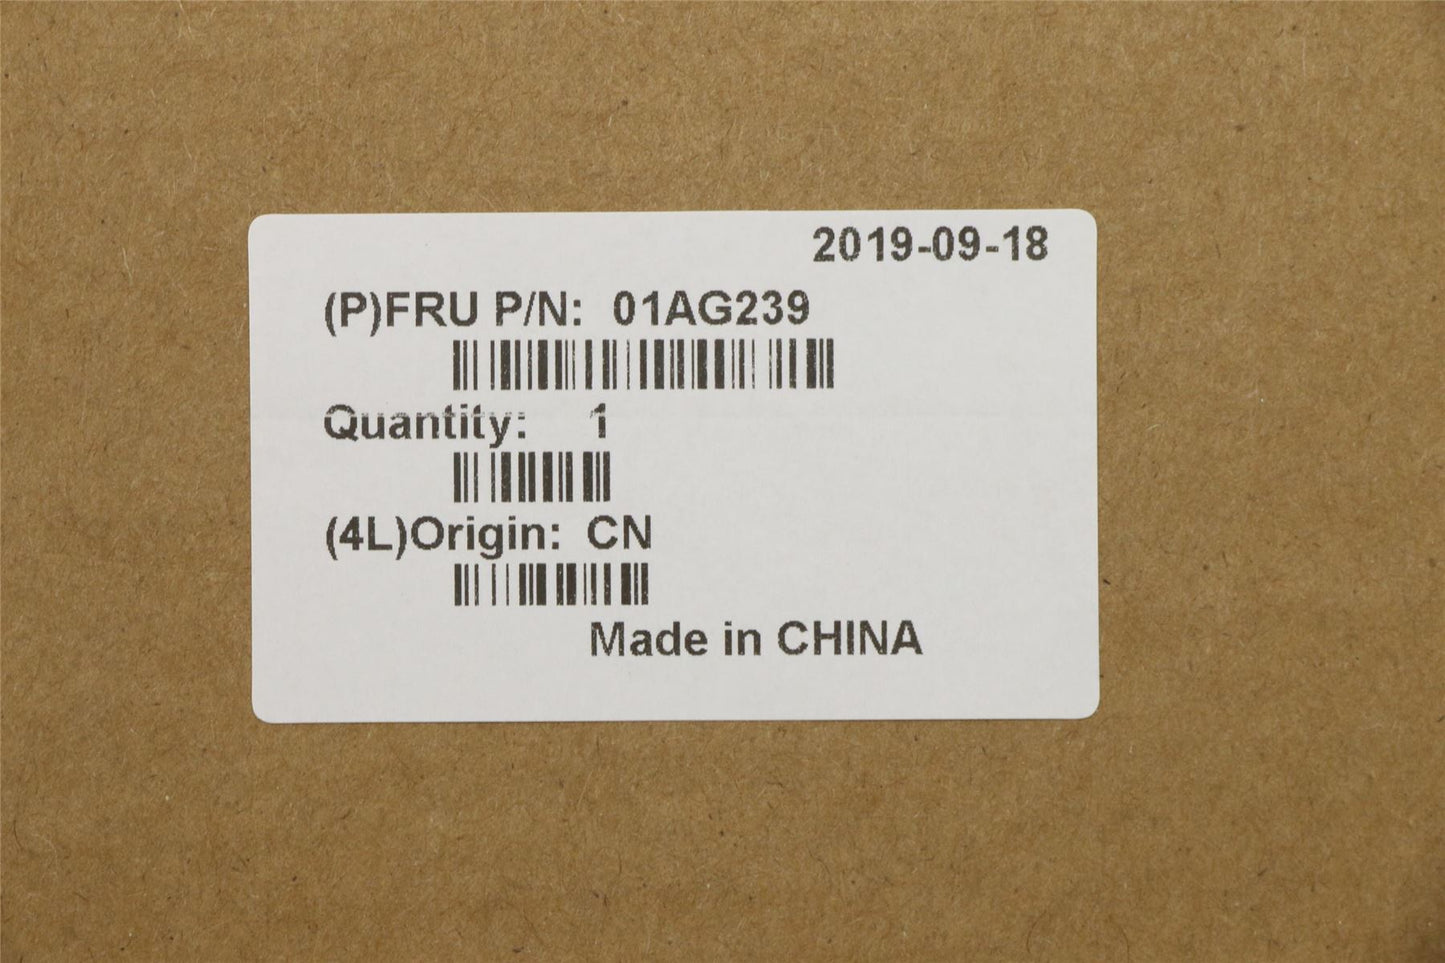 2019-09-18
(P)FRU P/N: 01AG239
Quantity: 1
(4L)Origin: CN
Made in CHINA